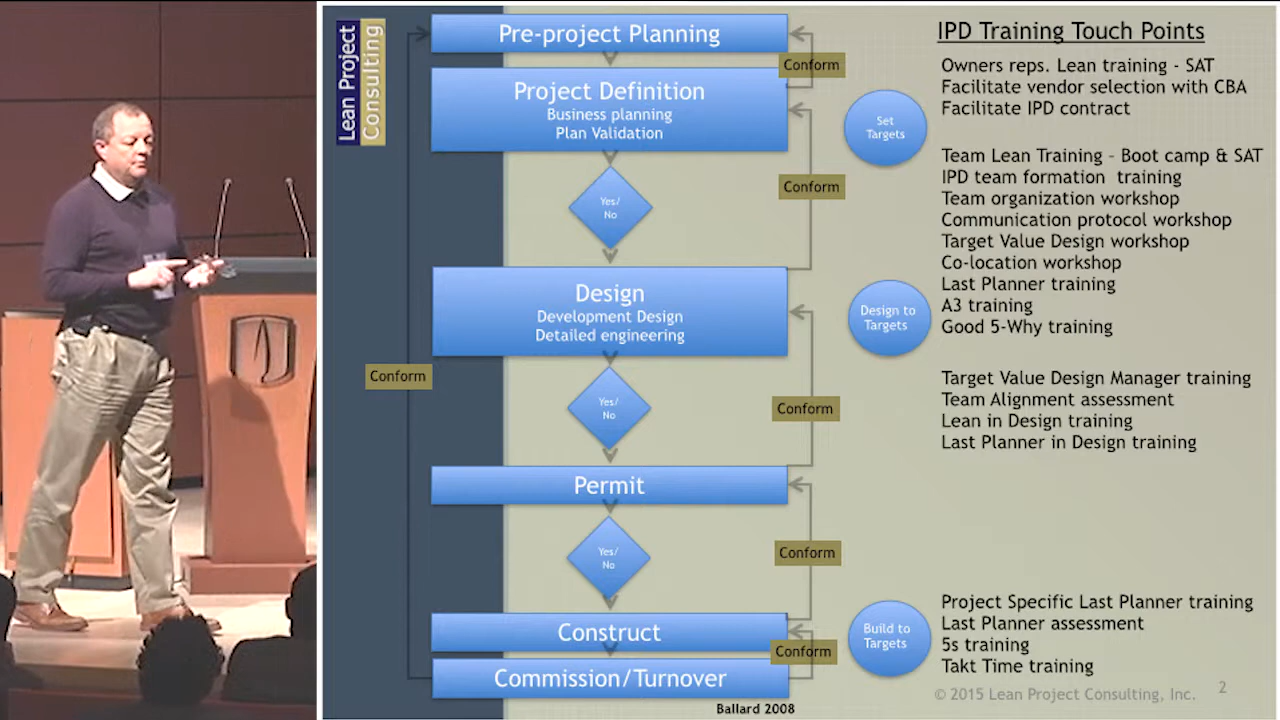 Lean Project
Consulting
Pre-project Planning
Conform
Project Definition
Business planning
Plan Validation
Set
Targets
Yes/
No
Conform
Design
Development Design
Detailed engineering
Design to
Targets
Conform
Yes/
No
Conform
Permit
Yes/
No
Conform
Construct
Build to
Targets
Conform
Commission/Turnover
Ballard 2008
IPD Training Touch Points
Owners reps. Lean training - SAT
Facilitate vendor selection with CBA
Facilitate IPD contract
Team Lean Training – Boot camp & SAT
IPD team formation training
Team organization workshop
Communication protocol workshop
Target Value Design workshop
Co-location workshop
Last Planner training
A3 training
Good 5-Why training
Target Value Design Manager training
Team Alignment assessment
Lean in Design training
Last Planner in Design training
Project Specific Last Planner training
Last Planner assessment
5s training
Takt Time training
© 2015 Lean Project Consulting, Inc.
2